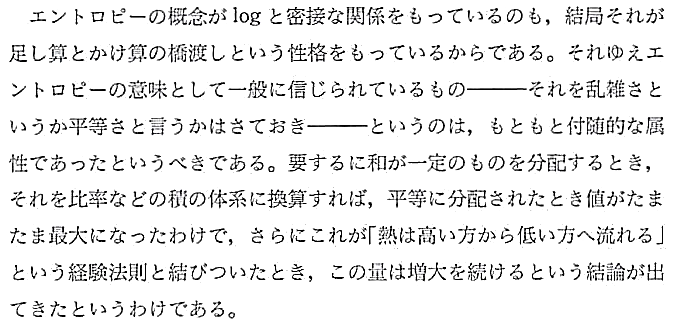 エントロピーの概念が log と密接な関係をもっているのも，結局それが
足し算とかけ算の橋渡しという性格をもっているからである。それゆえエ
ントロピーの意味として一般に信じられているもの―――それを乱雑さと
いうか平等さと言うかはさておき―――というのは，もともと付随的な属
性であったというべきである。要するに和が一定のものを分配するとき，
それを比率などの積の体系に換算すれば，平等に分配されたとき値がたま
たま最大になったわけで，さらにこれが「熱は高い方から低い方へ流れる」
という経験法則と結びついたとき，この量は増大を続けるという結論が出
てきたというわけである。